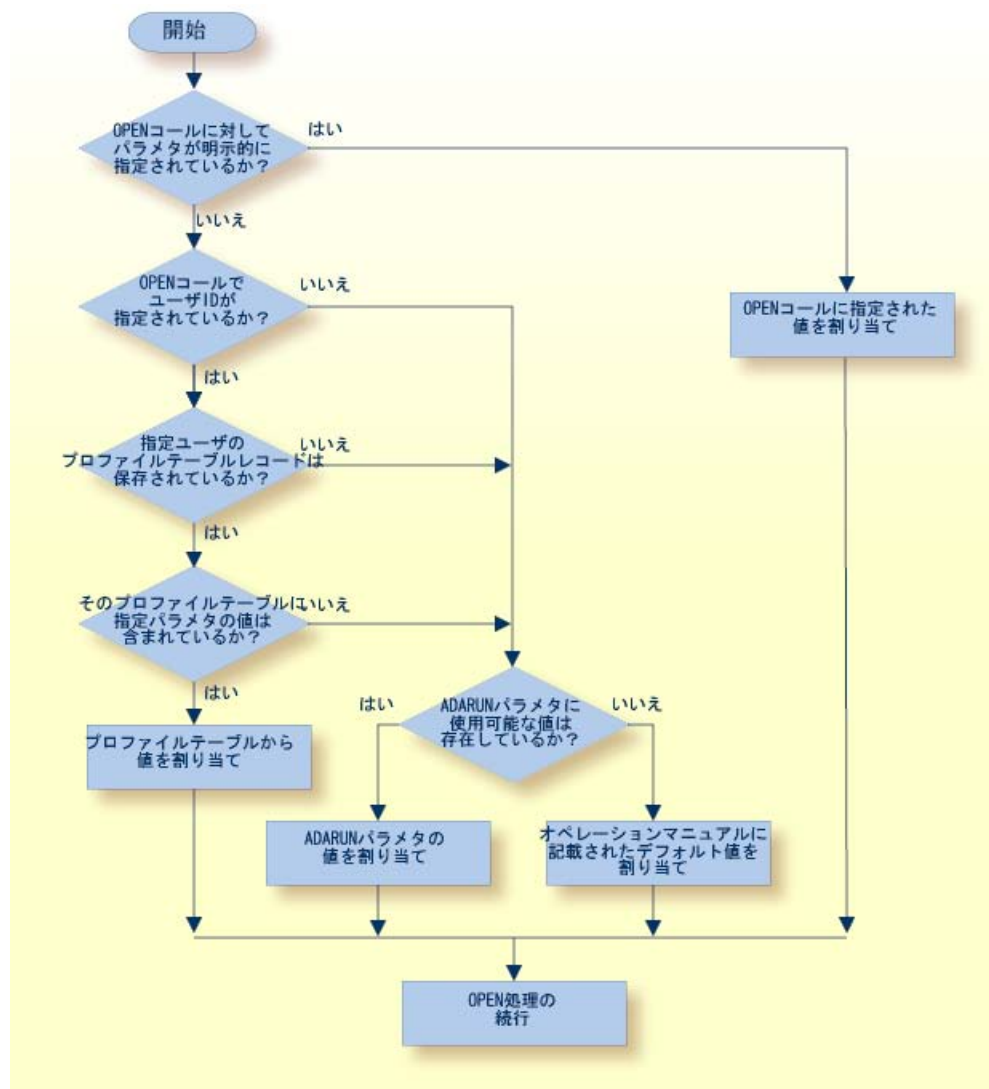 開始
OPENコールに対して
パラメタが明示的に
指定されているか？
はい
いいえ
OPENコールで
ユーザIDが
指定されているか？
いいえ
OPENコールに指定された
値を割り当て
はい
指定ユーザの
プロファイルテーブルレコードは
保存されているか？
いいえ
はい
そのプロファイルテーブルに
指定パラメタの値は
含まれているか？
いいえ
はい
プロファイルテーブルから
値を割り当て
はい
ADARUNパラメタに
使用可能な値は
存在しているか？
いいえ
ADARUNパラメタの
値を割り当て
オペレーションマニュアルに
記載されたデフォルト値を
割り当て
OPEN処理の
続行